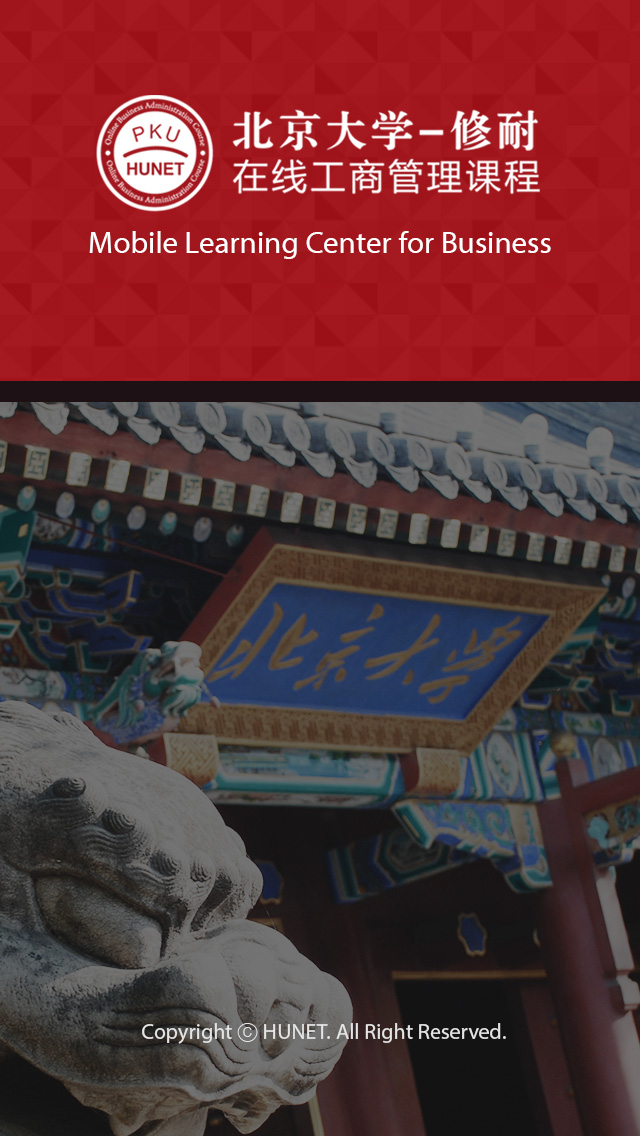 Online Business Administration Course
PKU
HUNET
Online Business Administration Course
北京大学-修耐
在线工商管理课程
Mobile Learning Center for Business
北京大学
Copyright ⓒ HUNET. All Right Reserved.